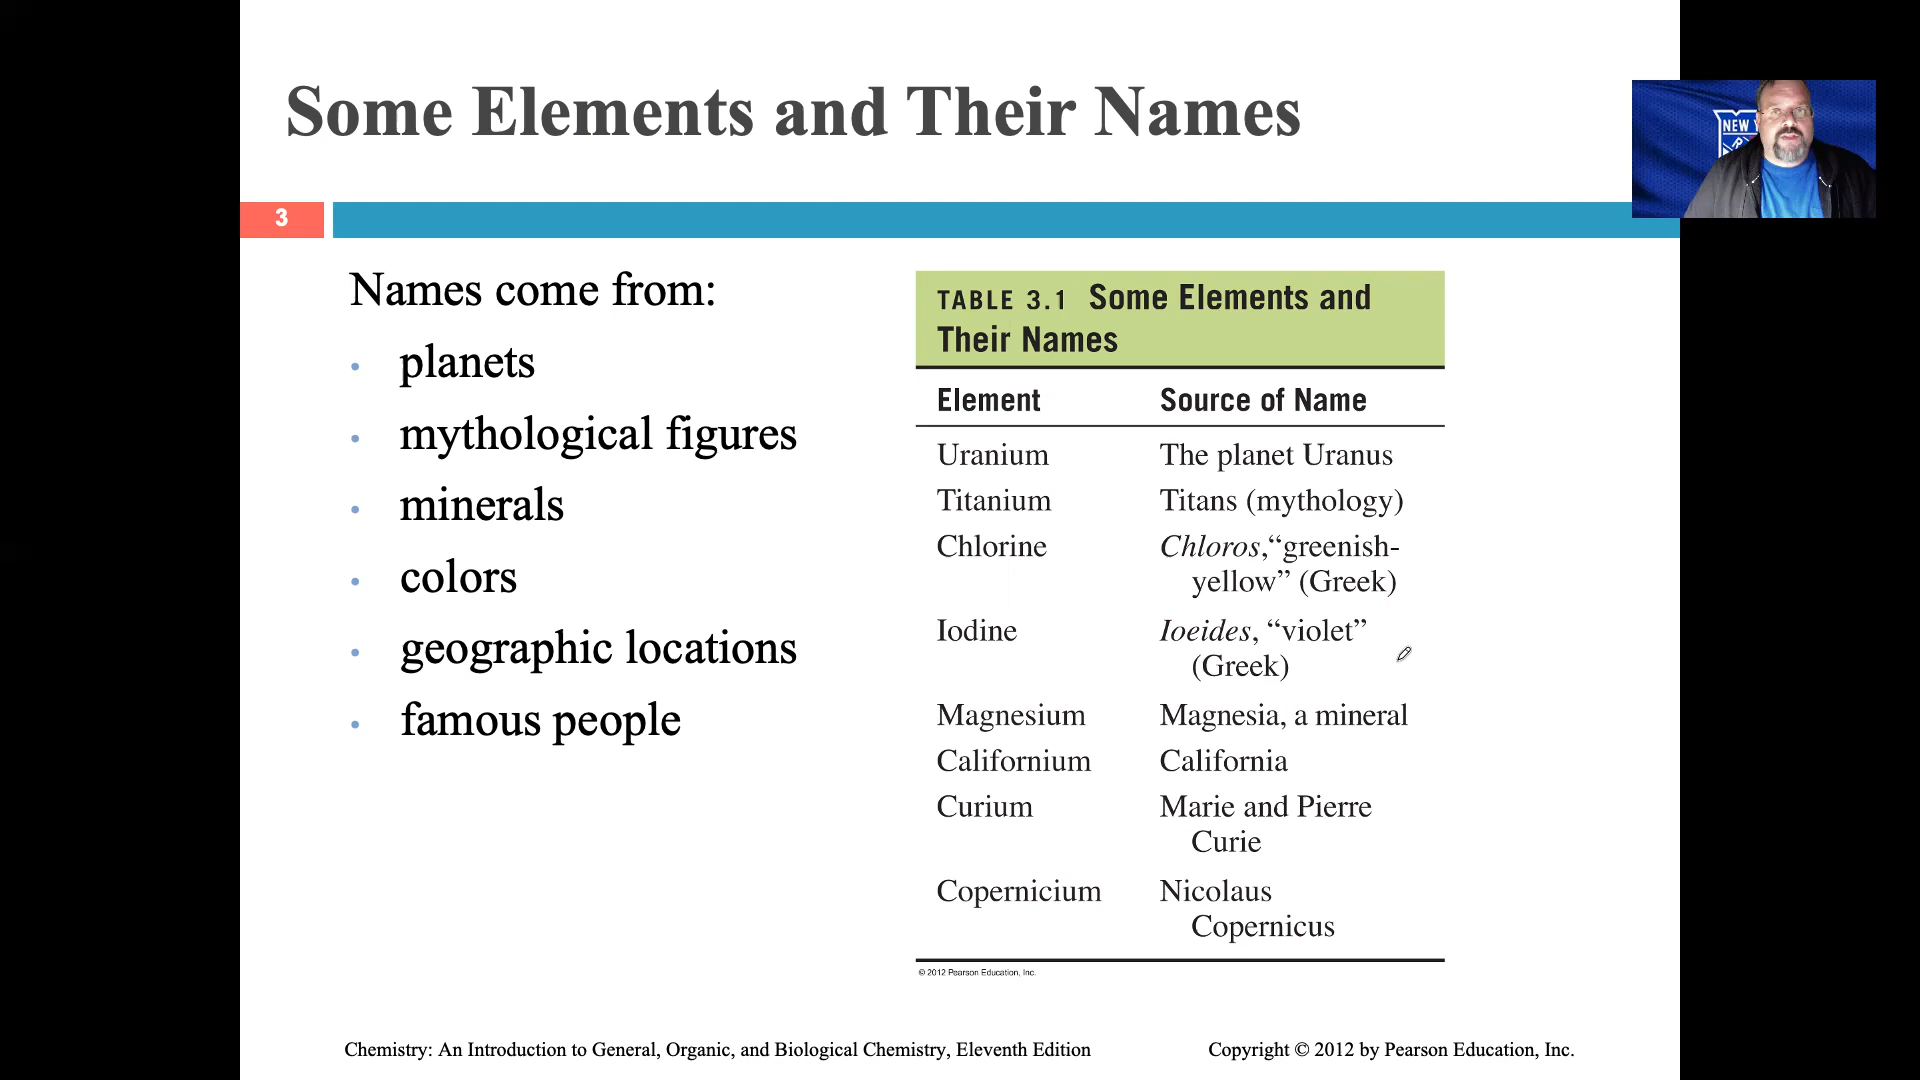 Some Elements and Their Names
NEW
R
3
Names come from:
• planets
• mythological figures
• minerals
• colors
• geographic locations
• famous people
TABLE 3.1 Some Elements and
Their Names
Element Source of Name
Uranium The planet Uranus
Titanium Titans (mythology)
Chlorine Chloros,“greenish-
yellow” (Greek)
Iodine Ioeides, “violet”
(Greek)
Magnesium Magnesia, a mineral
Californium California
Curium Marie and Pierre
Curie
Copernicium Nicolaus
Copernicus
© 2012 Pearson Education, Inc.
Chemistry: An Introduction to General, Organic, and Biological Chemistry, Eleventh Edition
Copyright © 2012 by Pearson Education, Inc.